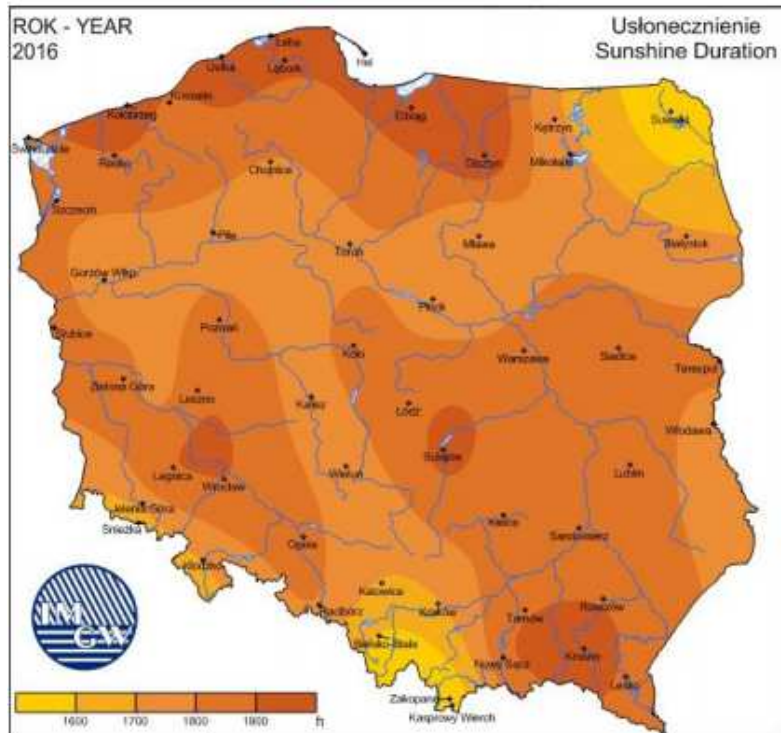 ROK - YEAR
2016
Usłonecznienie
Sunshine Duration
Łeba
Hel
Ustka
Lębork
Koszalin
Kołobrzeg
Elbląg
Kętrzyn
Suwałki
Świnoujście
Resko
Chojnice
Olsztyn
Mikołajki
Szczecin
Piła
Toruń
Mława
Białystok
Gorzów Wlkp.
Płock
Słubice
Poznań
Koło
Warszawa
Siedlce
Terespol
Zielona Góra
Leszno
Kalisz
Łódź
Włodawa
Sulejów
Legnica
Wrocław
Wieluń
Lublin
Jelenia Góra
Śnieżka
Opole
Kielce
Sandomierz
Kłodzko
Katowice
Racibórz
Kraków
Tarnów
Rzeszów
Bielsko-Biała
Nowy Sącz
Krosno
Lesko
Zakopane
Kasprowy Wierch
IM
GW
1600 1700 1800 1900 h